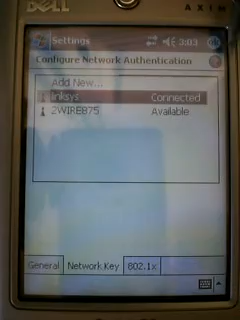 DELL
AXIM
Settings 3:03
Configure Network Authentication
Add New...
linksys Connected
2WIRE875 Available
General Network Key 802.1x